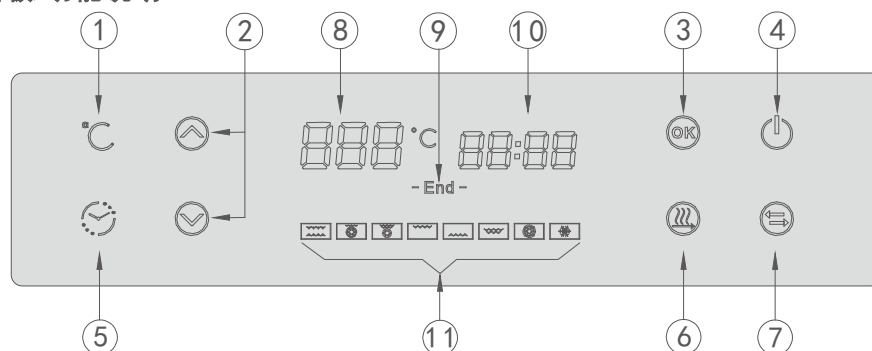 ① ② ⑧ ⑨ ⑩ ③ ④
°C 888 °C 88:88 OK
- End -
⑤ ⑪ ⑥ ⑦